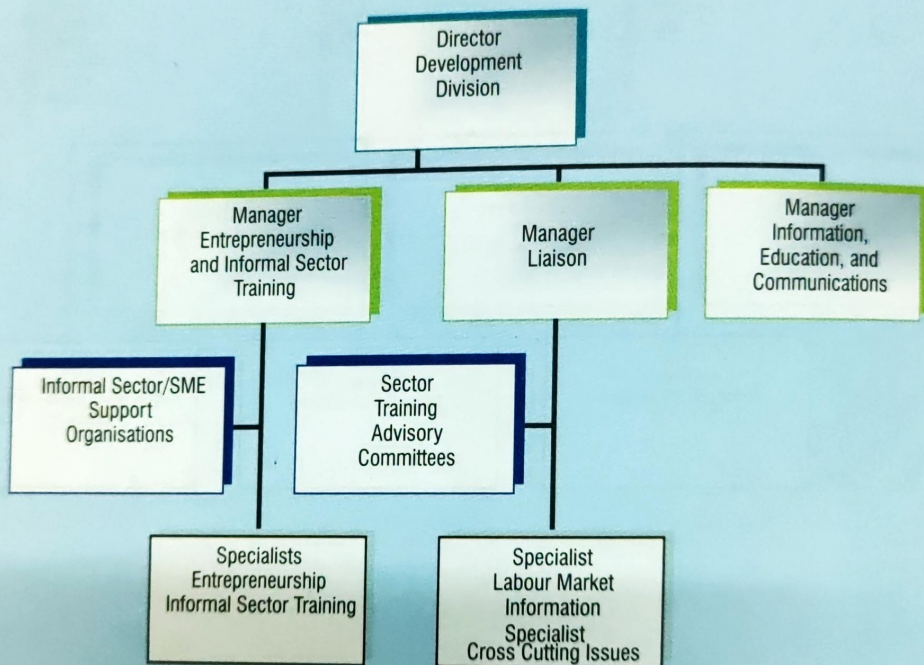 Director
Development
Division
Manager
Entrepreneurship
and Informal Sector
Training
Manager
Liaison
Manager
Information,
Education, and
Communications
Informal Sector/SME
Support
Organisations
Sector
Training
Advisory
Committees
Specialists
Entrepreneurship
Informal Sector Training
Specialist
Labour Market
Information
Specialist
Cross Cutting Issues